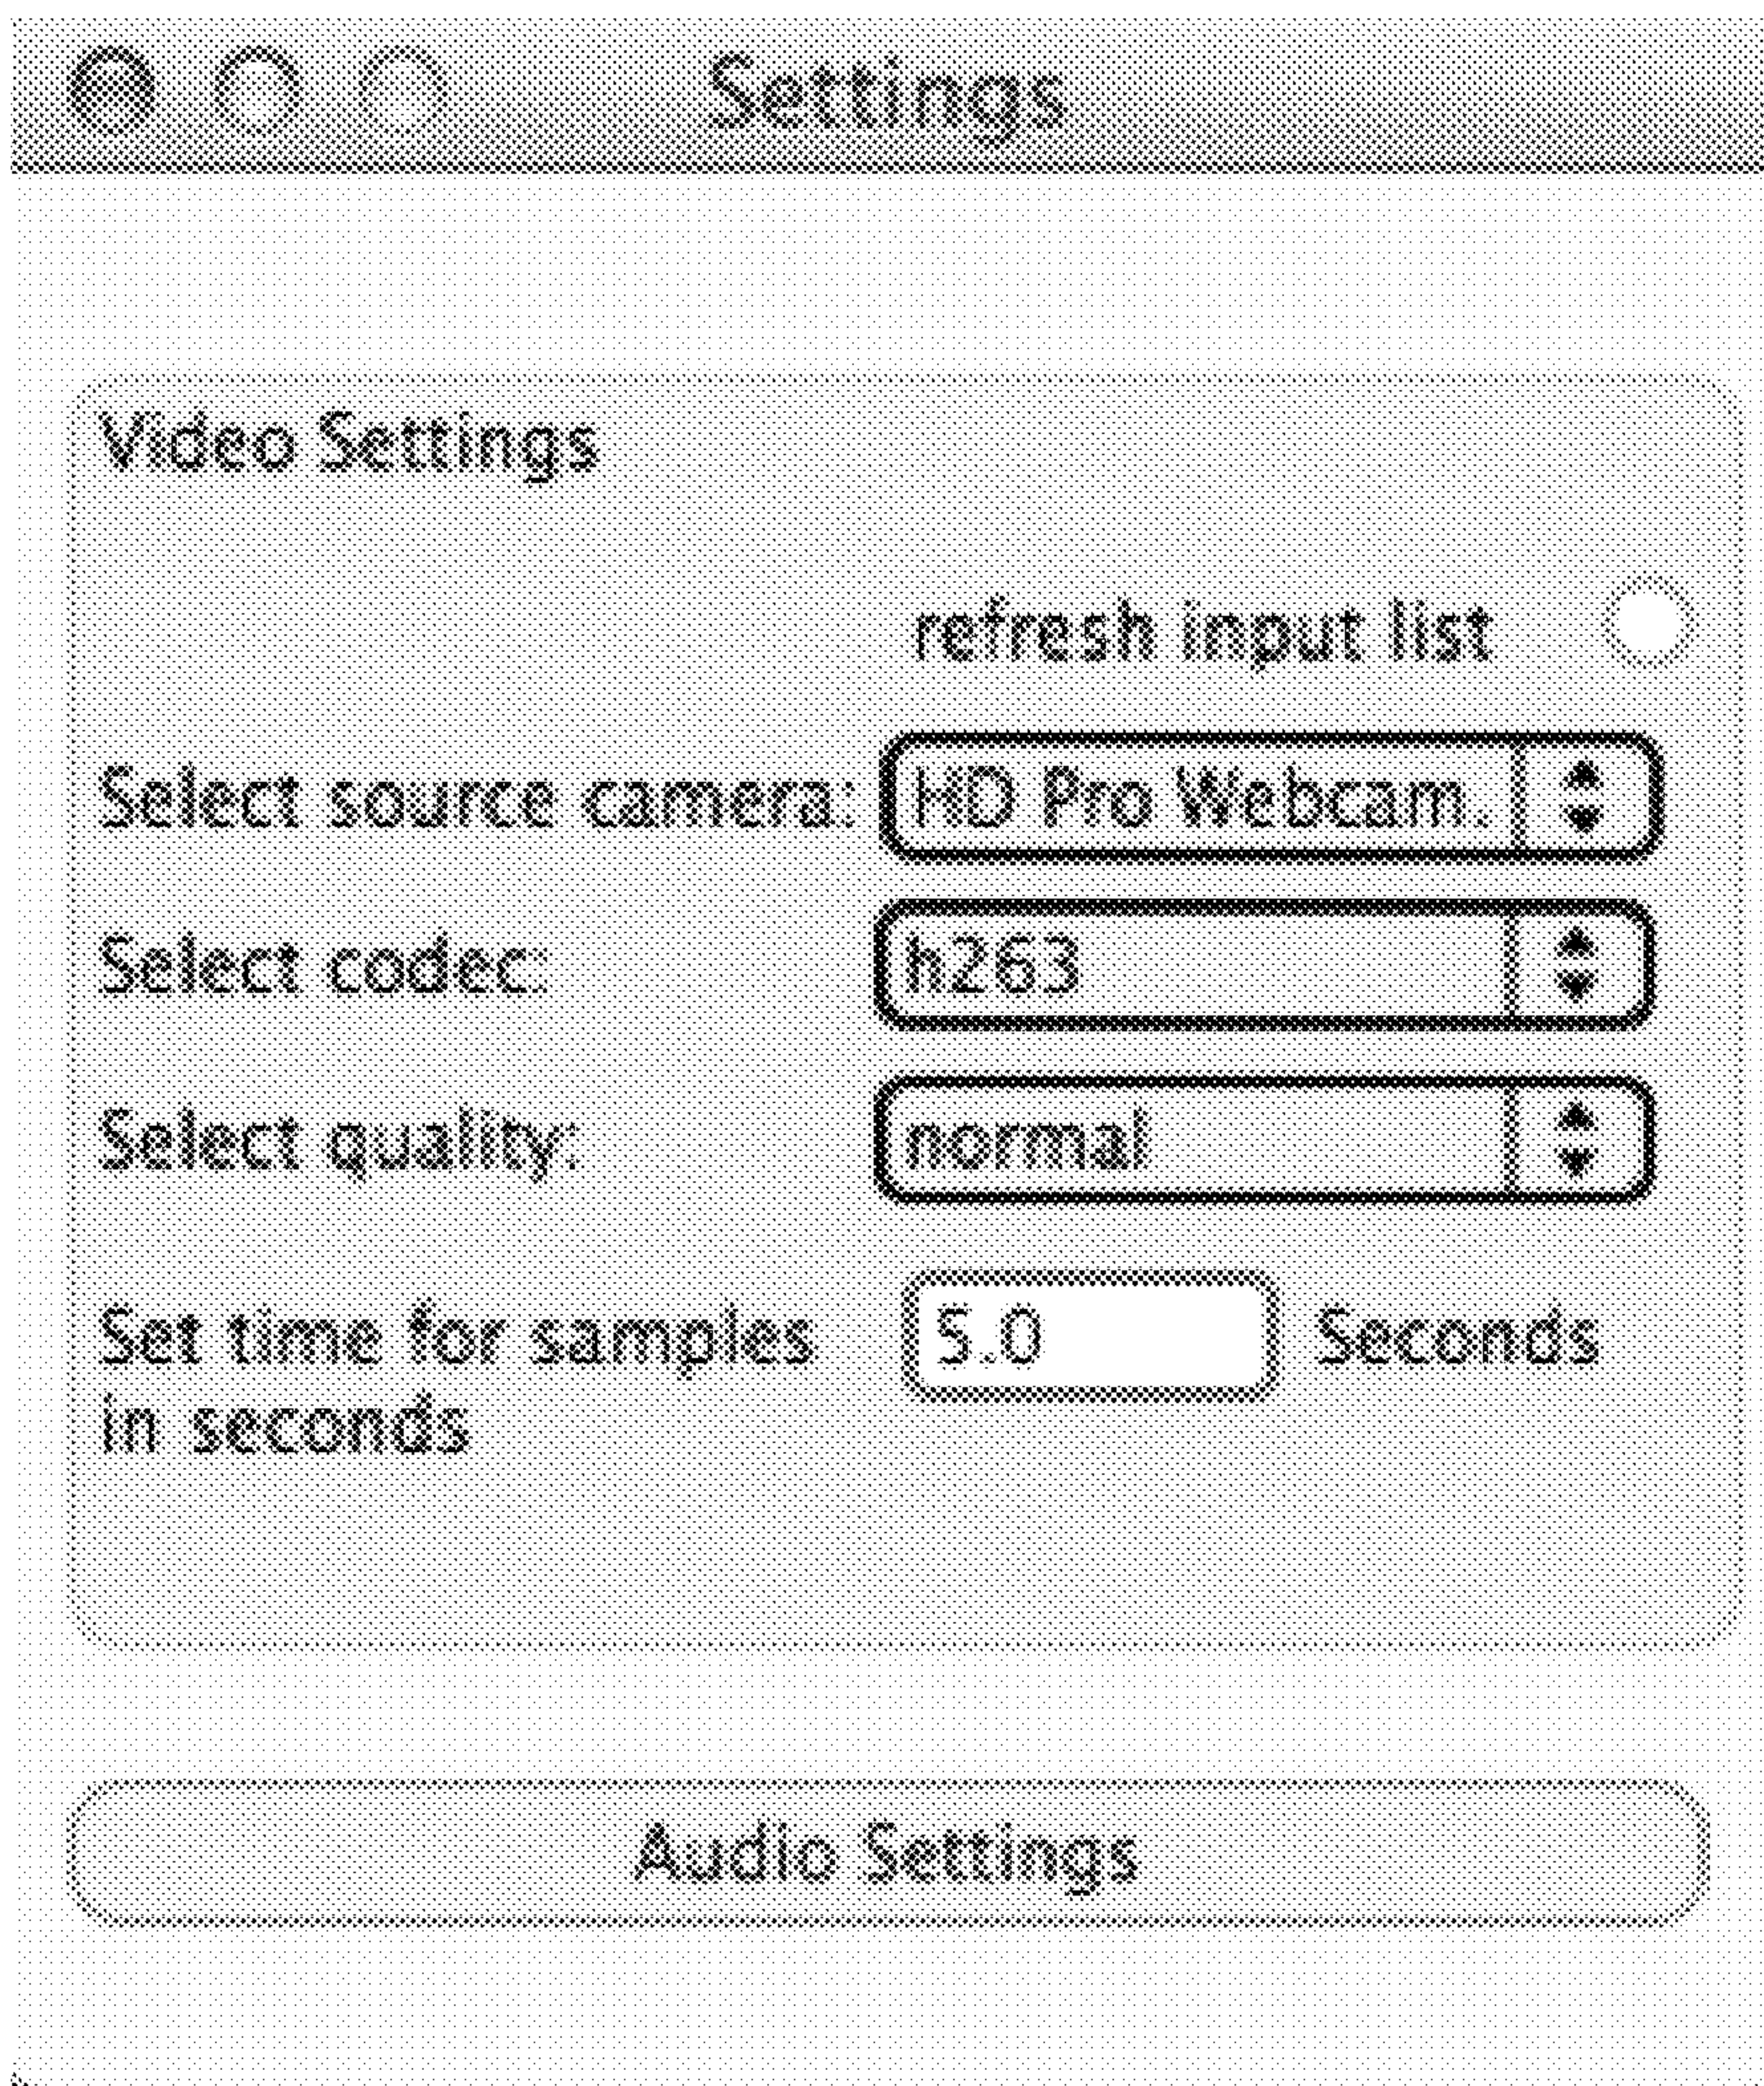 Settings
Video Settings
refresh input list
Select source camera: HD Pro Webcam.
Select codec: h263
Select quality: normal
Set time for samples 5.0 Seconds
in seconds
Audio Settings